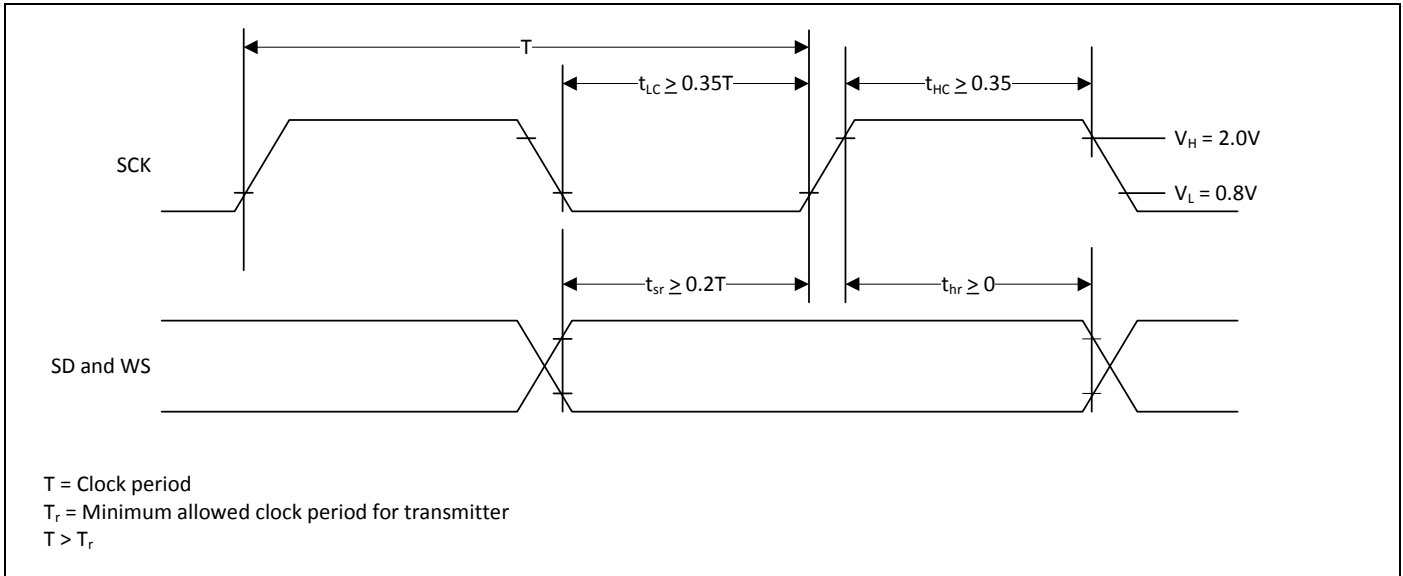 T
t_LC ≥ 0.35T
t_HC ≥ 0.35
SCK
V_H = 2.0V
V_L = 0.8V
t_sr ≥ 0.2T
t_hr ≥ 0
SD and WS
T = Clock period
T_r = Minimum allowed clock period for transmitter
T > T_r